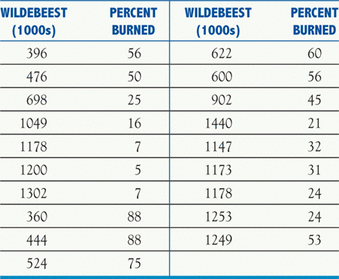 WILDEBEEST PERCENT WILDEBEEST PERCENT
(1000s) BURNED (1000s) BURNED
396 56 622 60
476 50 600 56
698 25 902 45
1049 16 1440 21
1178 7 1147 32
1200 5 1173 31
1302 7 1178 24
360 88 1253 24
444 88 1249 53
524 75